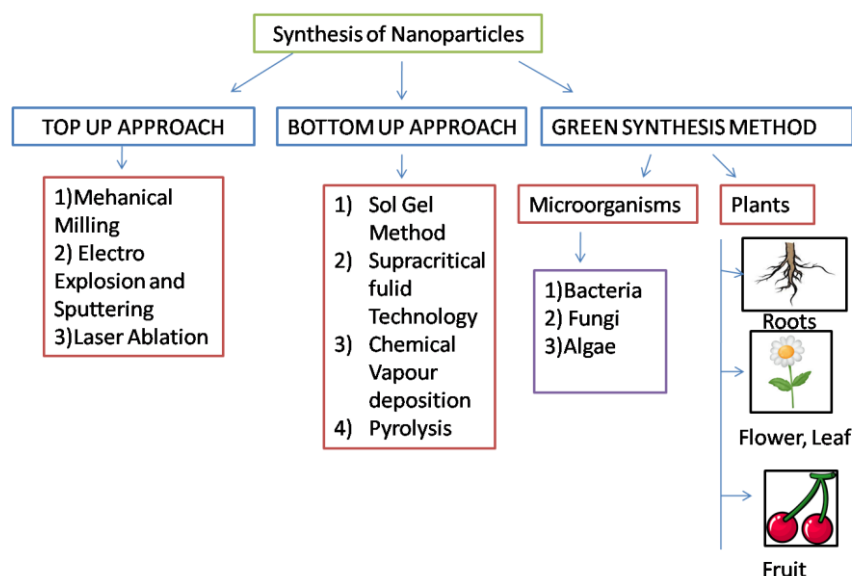 Synthesis of Nanoparticles
TOP UP APPROACH
BOTTOM UP APPROACH
GREEN SYNTHESIS METHOD
1)Mehanical
Milling
2) Electro
Explosion and
Sputtering
3)Laser Ablation
1) Sol Gel
Method
2) Supracritical
fulid
Technology
3) Chemical
Vapour
deposition
4) Pyrolysis
Microorganisms
1)Bacteria
2) Fungi
3)Algae
Plants
Roots
Flower, Leaf
Fruit